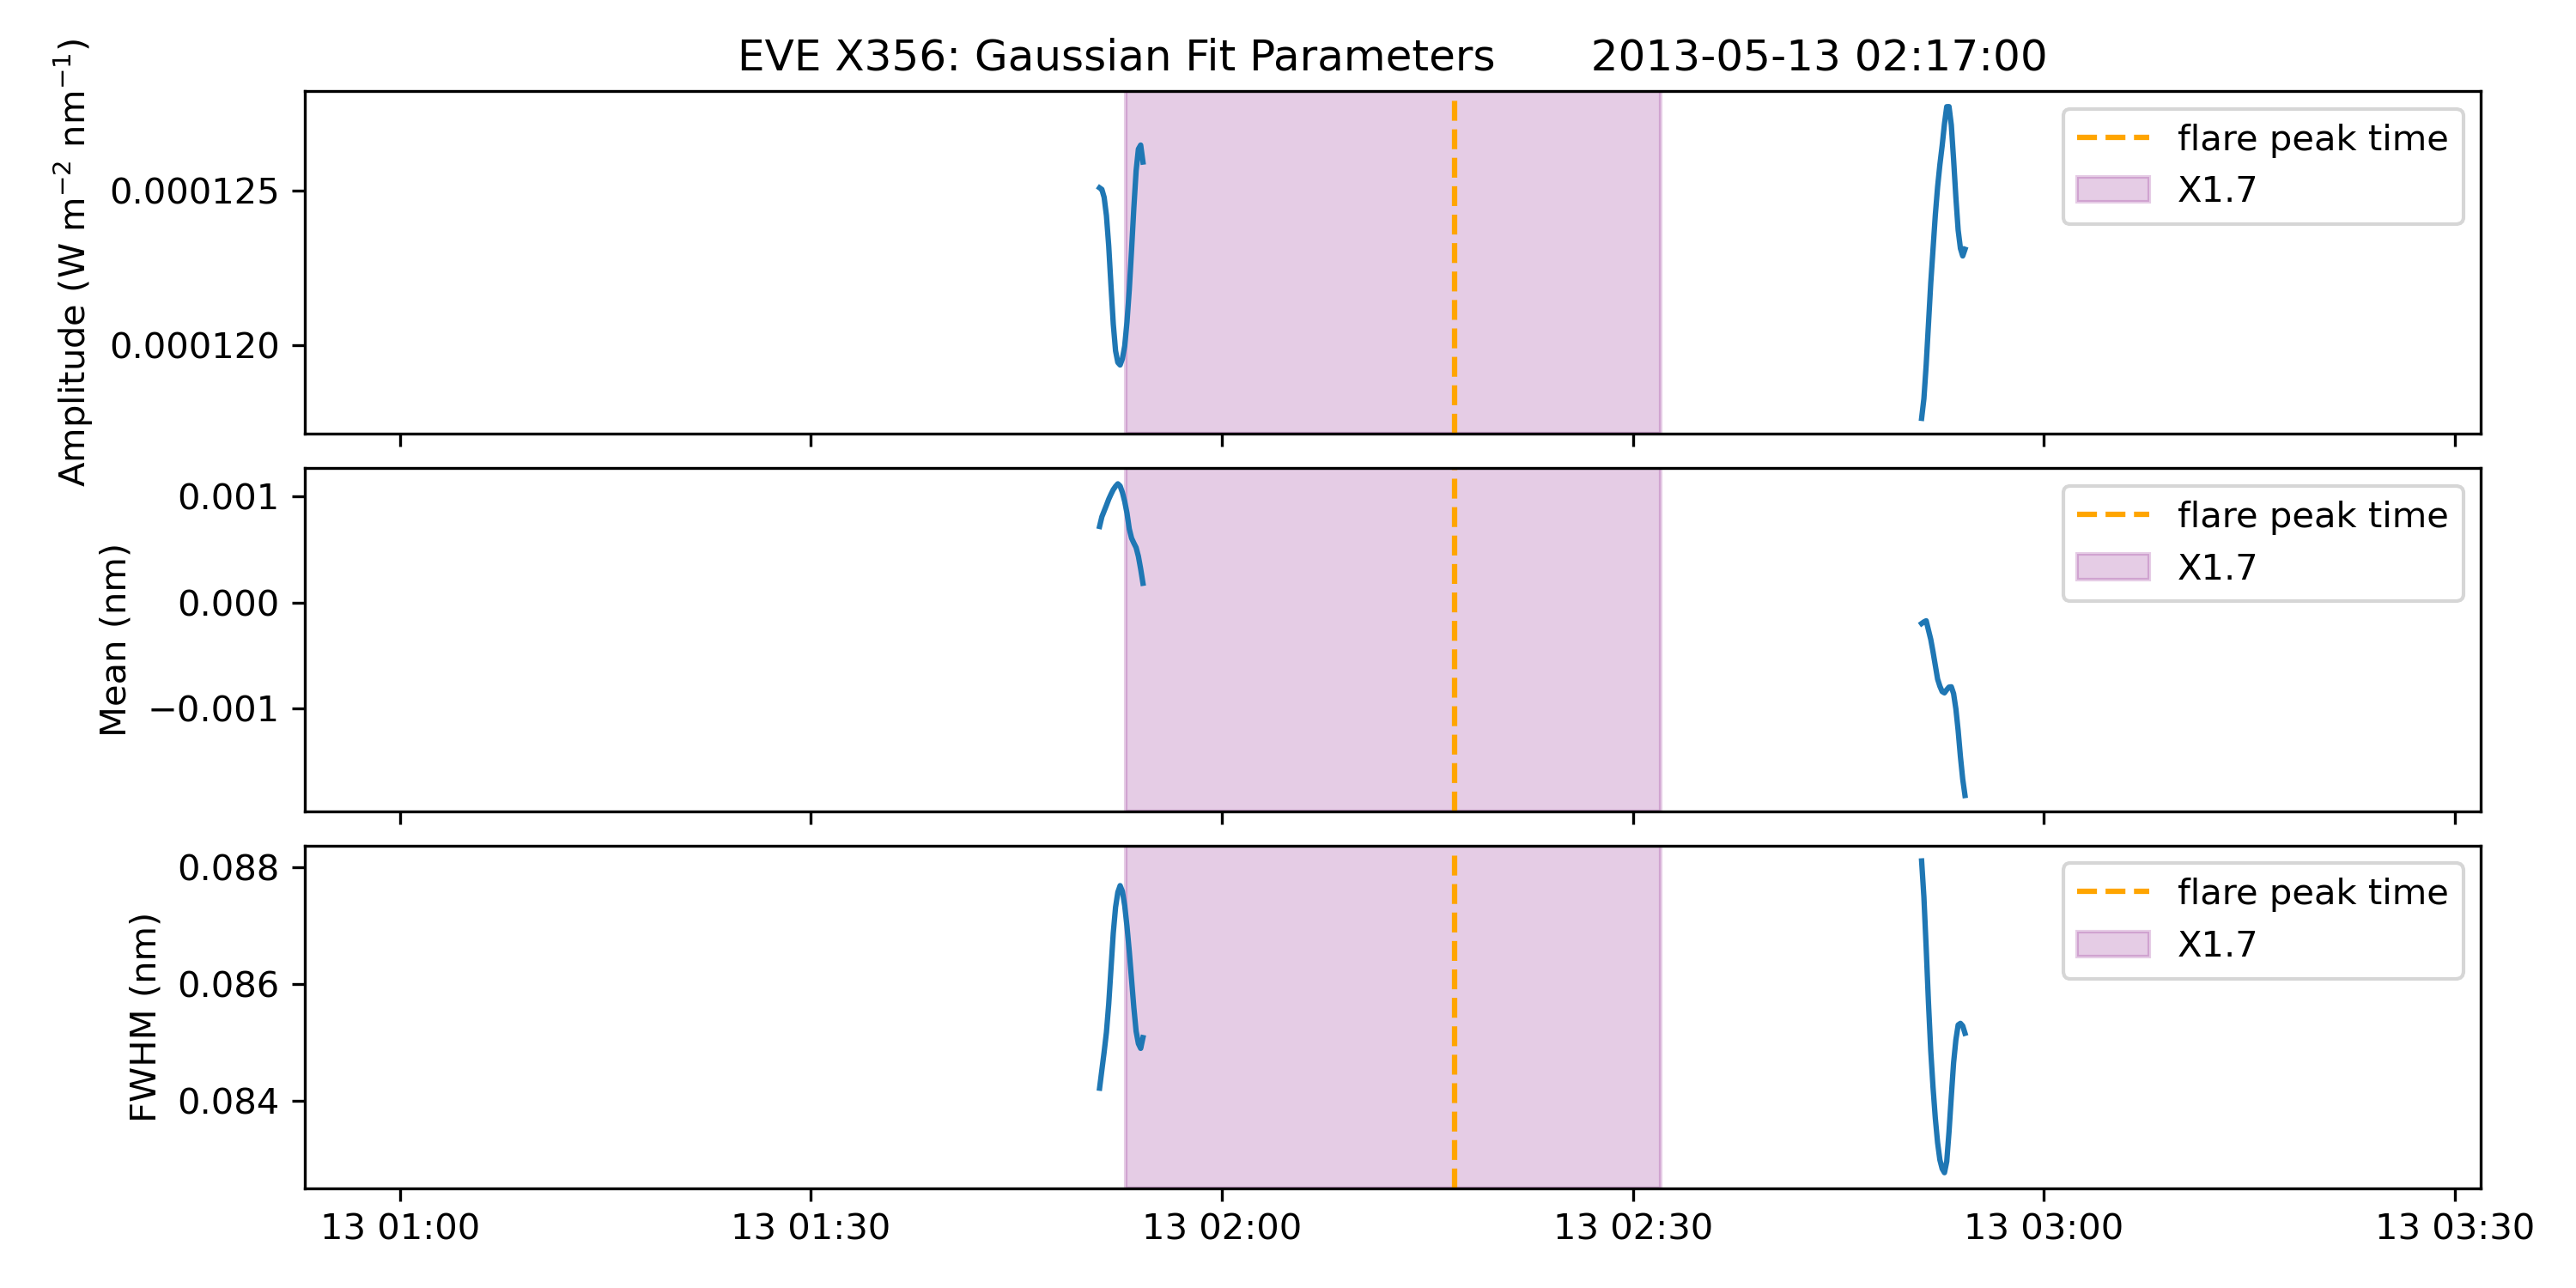 EVE X356: Gaussian Fit Parameters 2013-05-13 02:17:00
Amplitude (W m⁻² nm⁻¹)
0.000125
0.000120
flare peak time
X1.7
Mean (nm)
0.001
0.000
−0.001
flare peak time
X1.7
FWHM (nm)
0.088
0.086
0.084
flare peak time
X1.7
13 01:00 13 01:30 13 02:00 13 02:30 13 03:00 13 03:30